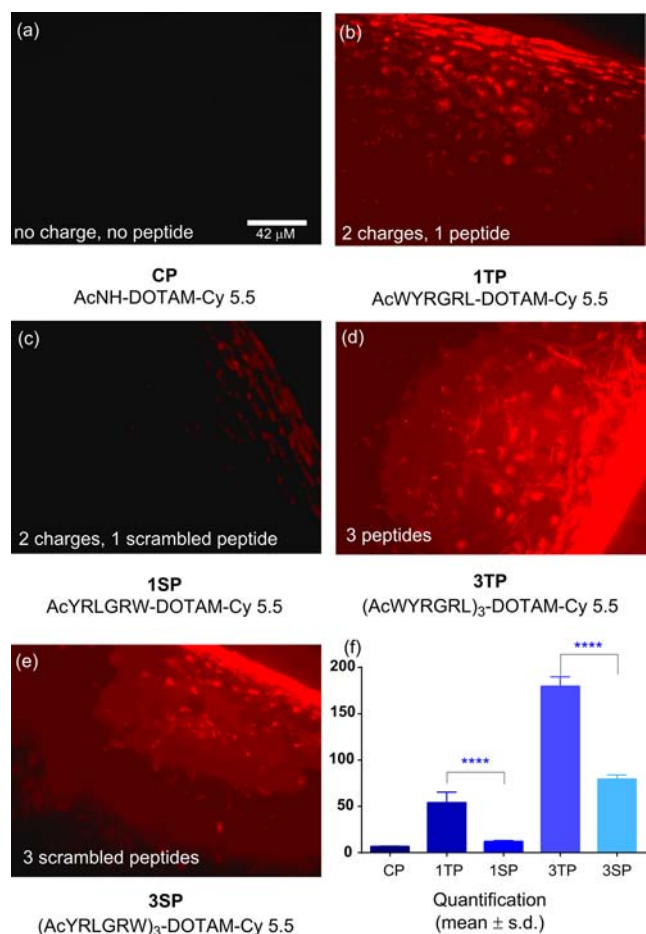 (a)
no charge, no peptide
42 μM
CP
AcNH-DOTAM-Cy 5.5
(b)
2 charges, 1 peptide
1TP
AcWYRGRL-DOTAM-Cy 5.5
(c)
2 charges, 1 scrambled peptide
1SP
AcYRLGRW-DOTAM-Cy 5.5
(d)
3 peptides
3TP
(AcWYRGRL)3-DOTAM-Cy 5.5
(e)
3 scrambled peptides
3SP
(AcYRLGRW)3-DOTAM-Cy 5.5
(f)
200
150
100
50
0
****
****
CP 1TP 1SP 3TP 3SP
Quantification
(mean ± s.d.)